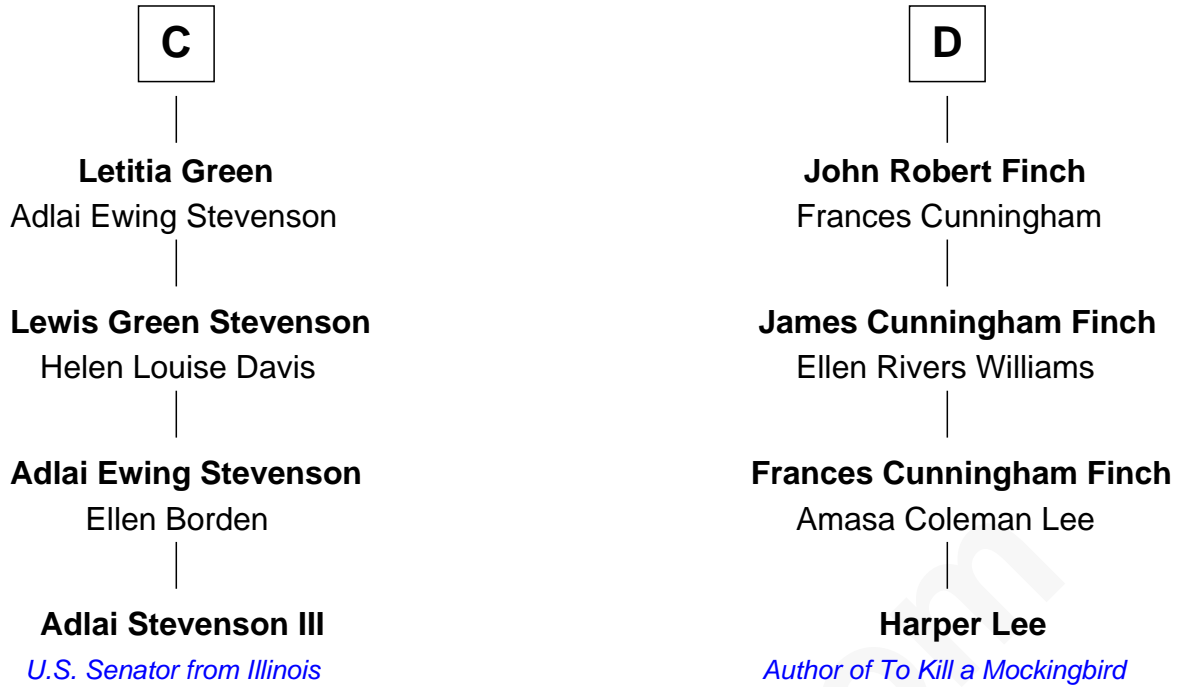 C
Letitia Green
Adlai Ewing Stevenson
Lewis Green Stevenson
Helen Louise Davis
Adlai Ewing Stevenson
Ellen Borden
Adlai Stevenson III
U.S. Senator from Illinois
D
John Robert Finch
Frances Cunningham
James Cunningham Finch
Ellen Rivers Williams
Frances Cunningham Finch
Amasa Coleman Lee
Harper Lee
Author of To Kill a Mockingbird